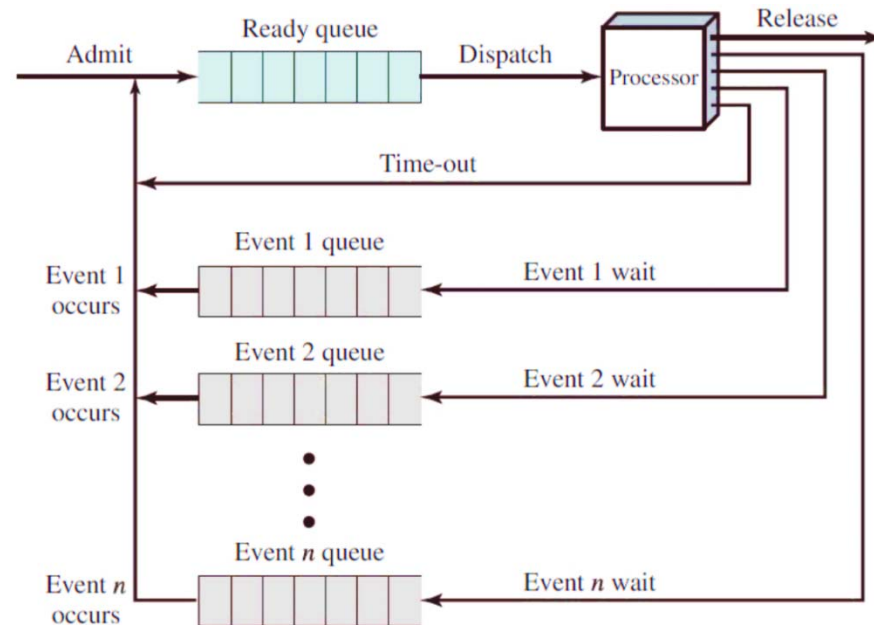 Release
Ready queue
Admit
Dispatch
Processor
Time-out
Event 1 queue
Event 1
occurs
Event 1 wait
Event 2 queue
Event 2
occurs
Event 2 wait
Event n queue
Event n
occurs
Event n wait